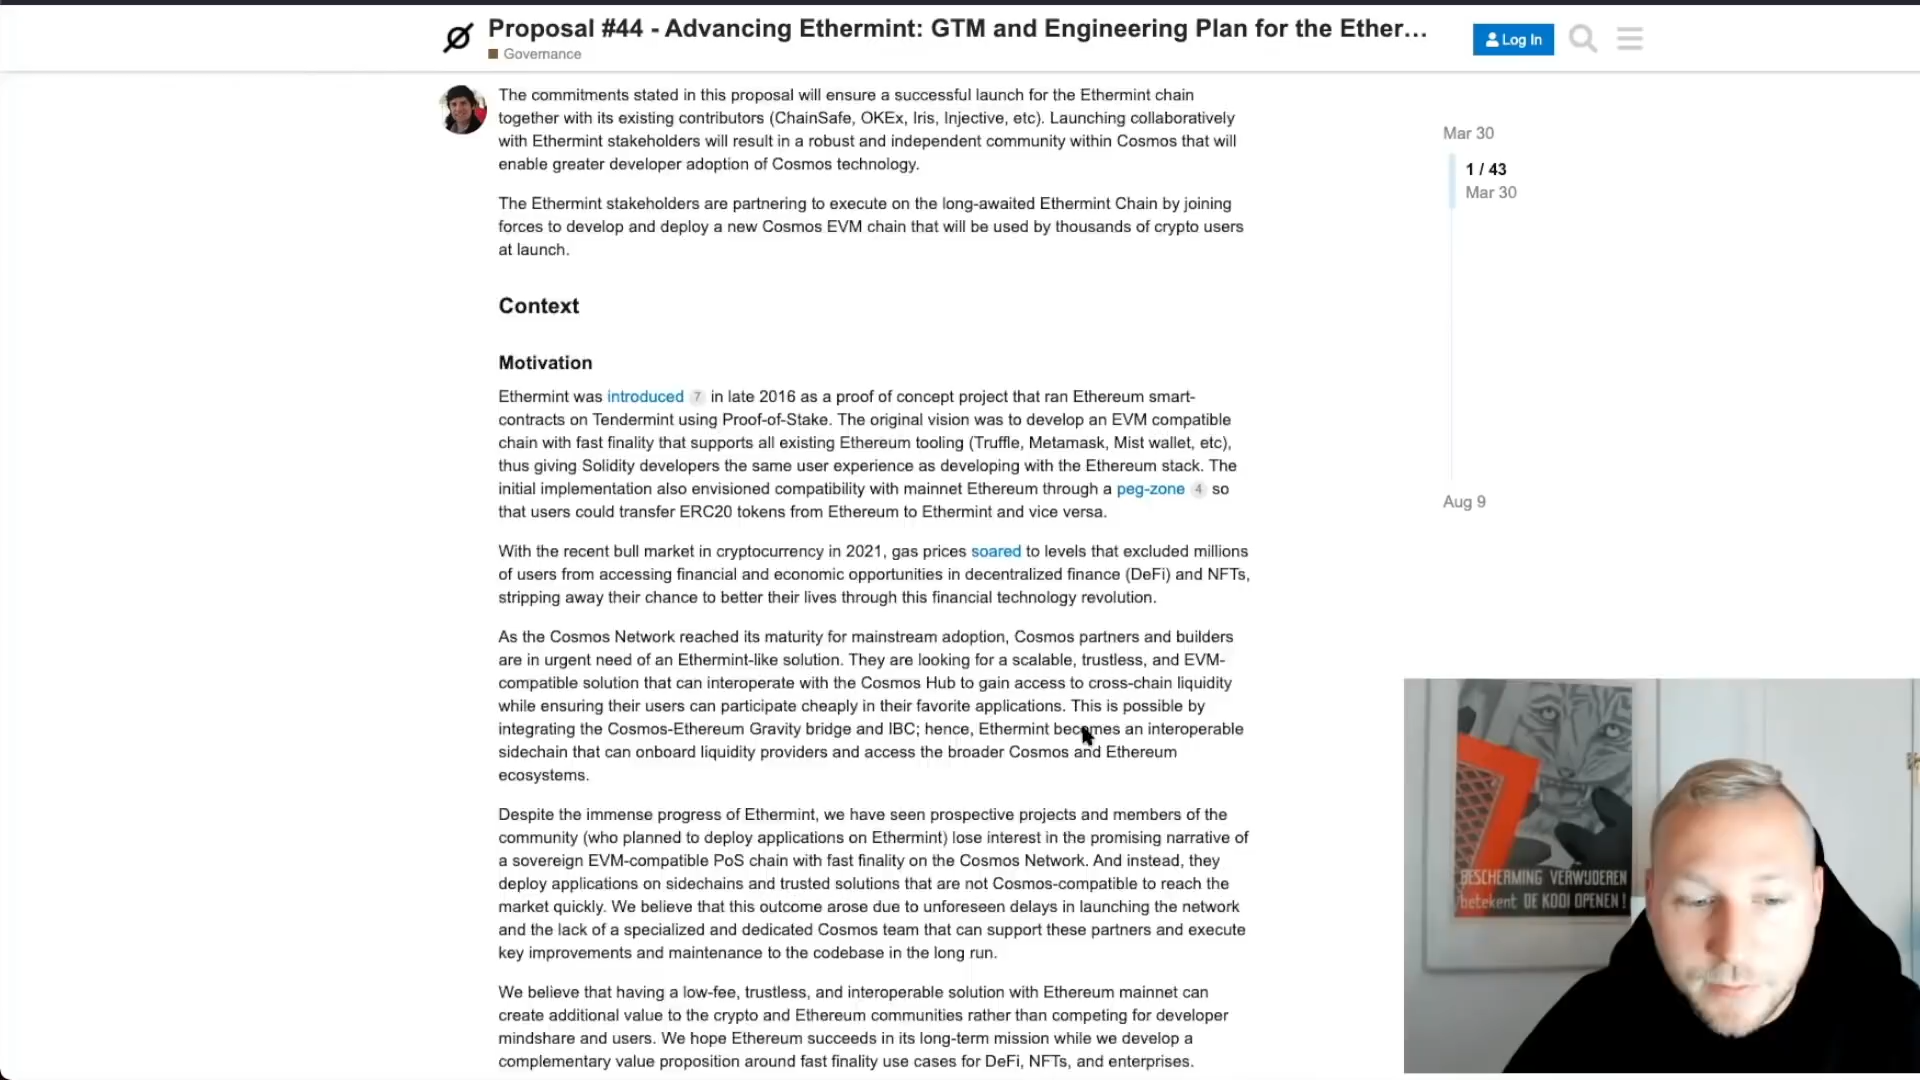 Proposal #44 - Advancing Ethermint: GTM and Engineering Plan for the Ether…
Governance
Log In
The commitments stated in this proposal will ensure a successful launch for the Ethermint chain
together with its existing contributors (ChainSafe, OKEx, Iris, Injective, etc). Launching collaboratively
with Ethermint stakeholders will result in a robust and independent community within Cosmos that will
enable greater developer adoption of Cosmos technology.
The Ethermint stakeholders are partnering to execute on the long-awaited Ethermint Chain by joining
forces to develop and deploy a new Cosmos EVM chain that will be used by thousands of crypto users
at launch.
Context
Motivation
Ethermint was introduced 7 in late 2016 as a proof of concept project that ran Ethereum smart-
contracts on Tendermint using Proof-of-Stake. The original vision was to develop an EVM compatible
chain with fast finality that supports all existing Ethereum tooling (Truffle, Metamask, Mist wallet, etc),
thus giving Solidity developers the same user experience as developing with the Ethereum stack. The
initial implementation also envisioned compatibility with mainnet Ethereum through a peg-zone 4 so
that users could transfer ERC20 tokens from Ethereum to Ethermint and vice versa.
With the recent bull market in cryptocurrency in 2021, gas prices soared to levels that excluded millions
of users from accessing financial and economic opportunities in decentralized finance (DeFi) and NFTs,
stripping away their chance to better their lives through this financial technology revolution.
As the Cosmos Network reached its maturity for mainstream adoption, Cosmos partners and builders
are in urgent need of an Ethermint-like solution. They are looking for a scalable, trustless, and EVM-
compatible solution that can interoperate with the Cosmos Hub to gain access to cross-chain liquidity
while ensuring their users can participate cheaply in their favorite applications. This is possible by
integrating the Cosmos-Ethereum Gravity bridge and IBC; hence, Ethermint becomes an interoperable
sidechain that can onboard liquidity providers and access the broader Cosmos and Ethereum
ecosystems.
Despite the immense progress of Ethermint, we have seen prospective projects and members of the
community (who planned to deploy applications on Ethermint) lose interest in the promising narrative of
a sovereign EVM-compatible PoS chain with fast finality on the Cosmos Network. And instead, they
deploy applications on sidechains and trusted solutions that are not Cosmos-compatible to reach the
market quickly. We believe that this outcome arose due to unforeseen delays in launching the network
and the lack of a specialized and dedicated Cosmos team that can support these partners and execute
key improvements and maintenance to the codebase in the long run.
We believe that having a low-fee, trustless, and interoperable solution with Ethereum mainnet can
create additional value to the crypto and Ethereum communities rather than competing for developer
mindshare and users. We hope Ethereum succeeds in its long-term mission while we develop a
complementary value proposition around fast finality use cases for DeFi, NFTs, and enterprises.
Mar 30
1 / 43
Mar 30
Aug 9
BESCHERMING VERWIJDEREN
betekent DE KOOI OPENEN!